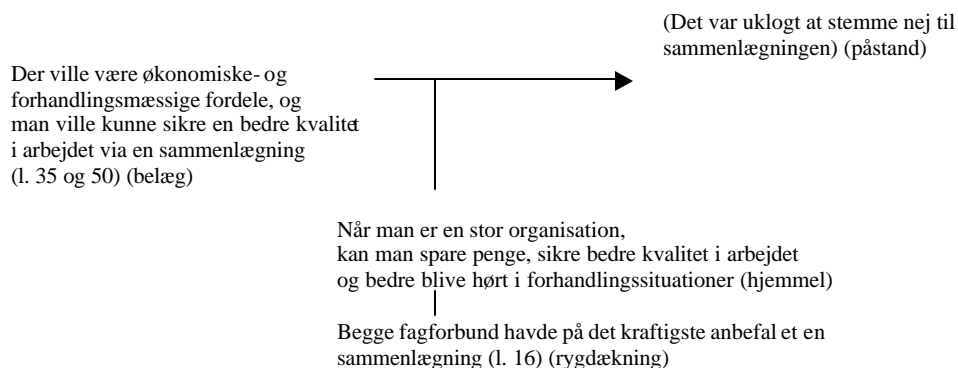 (Det var uklogt at stemme nej til
sammenlægningen) (påstand)
Der ville være økonomiske- og
forhandlingsmæssige fordele, og
man ville kunne sikre en bedre kvalitet
i arbejdet via en sammenlægning
(l. 35 og 50) (belæg)
Når man er en stor organisation,
kan man spare penge, sikre bedre kvalitet i arbejdet
og bedre blive hørt i forhandlingssituationer (hjemmel)
Begge fagforbund havde på det kraftigste anbefalet en
sammenlægning (l. 16) (rygdækning)